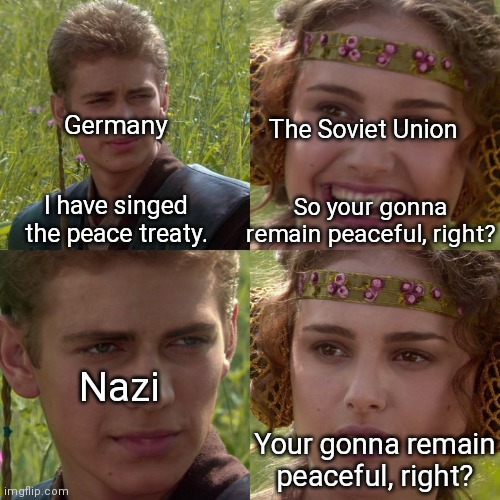 Germany
The Soviet Union
I have singed
the peace treaty.
So your gonna
remain peaceful, right?
Nazi
Your gonna remain
peaceful, right?
imgflip.com